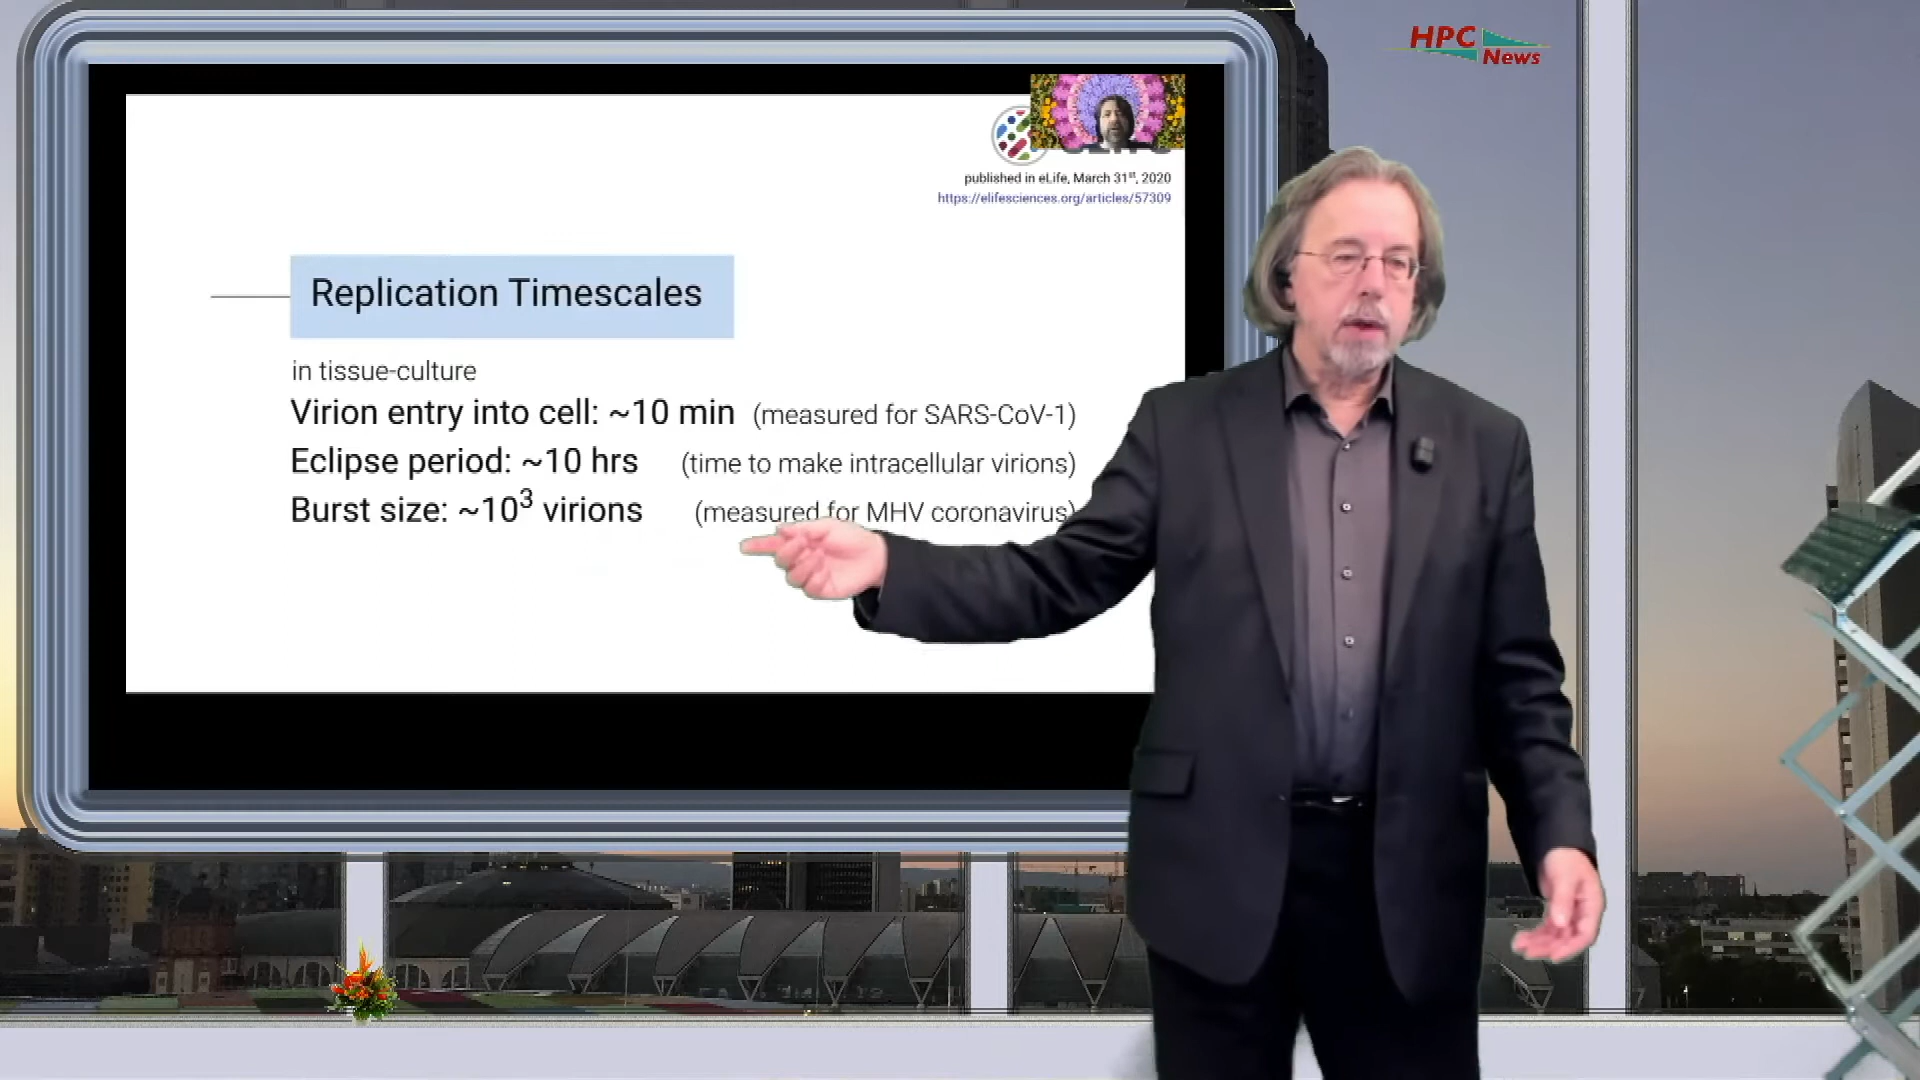 HPC
News
published in eLife, March 31st, 2020
https://elifesciences.org/articles/57309
Replication Timescales
in tissue-culture
Virion entry into cell: ~10 min (measured for SARS-CoV-1)
Eclipse period: ~10 hrs (time to make intracellular virions)
Burst size: ~10³ virions (measured for MHV coronavirus)